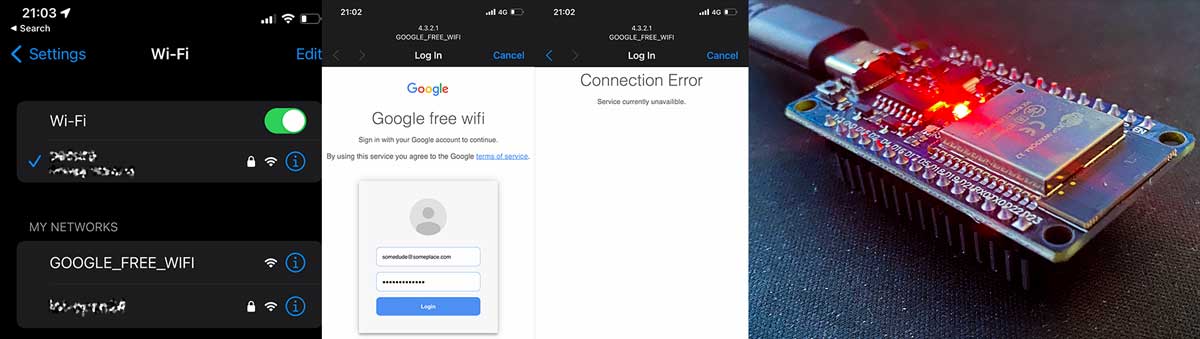 21:03
Search
Settings
Wi-Fi
Edit
Wi-Fi
MY NETWORKS
GOOGLE_FREE_WIFI
21:02
4G
4.3.2.1
GOOGLE_FREE_WIFI
Log In
Cancel
Google
Google free wifi
Sign in with your Google account to continue.
By using this service you agree to the Google terms of service.
somedude@someplace.com
•••••••••••••
Login
21:02
4G
4.3.2.1
GOOGLE_FREE_WIFI
Log In
Cancel
Connection Error
Service currently unavailible.
EN